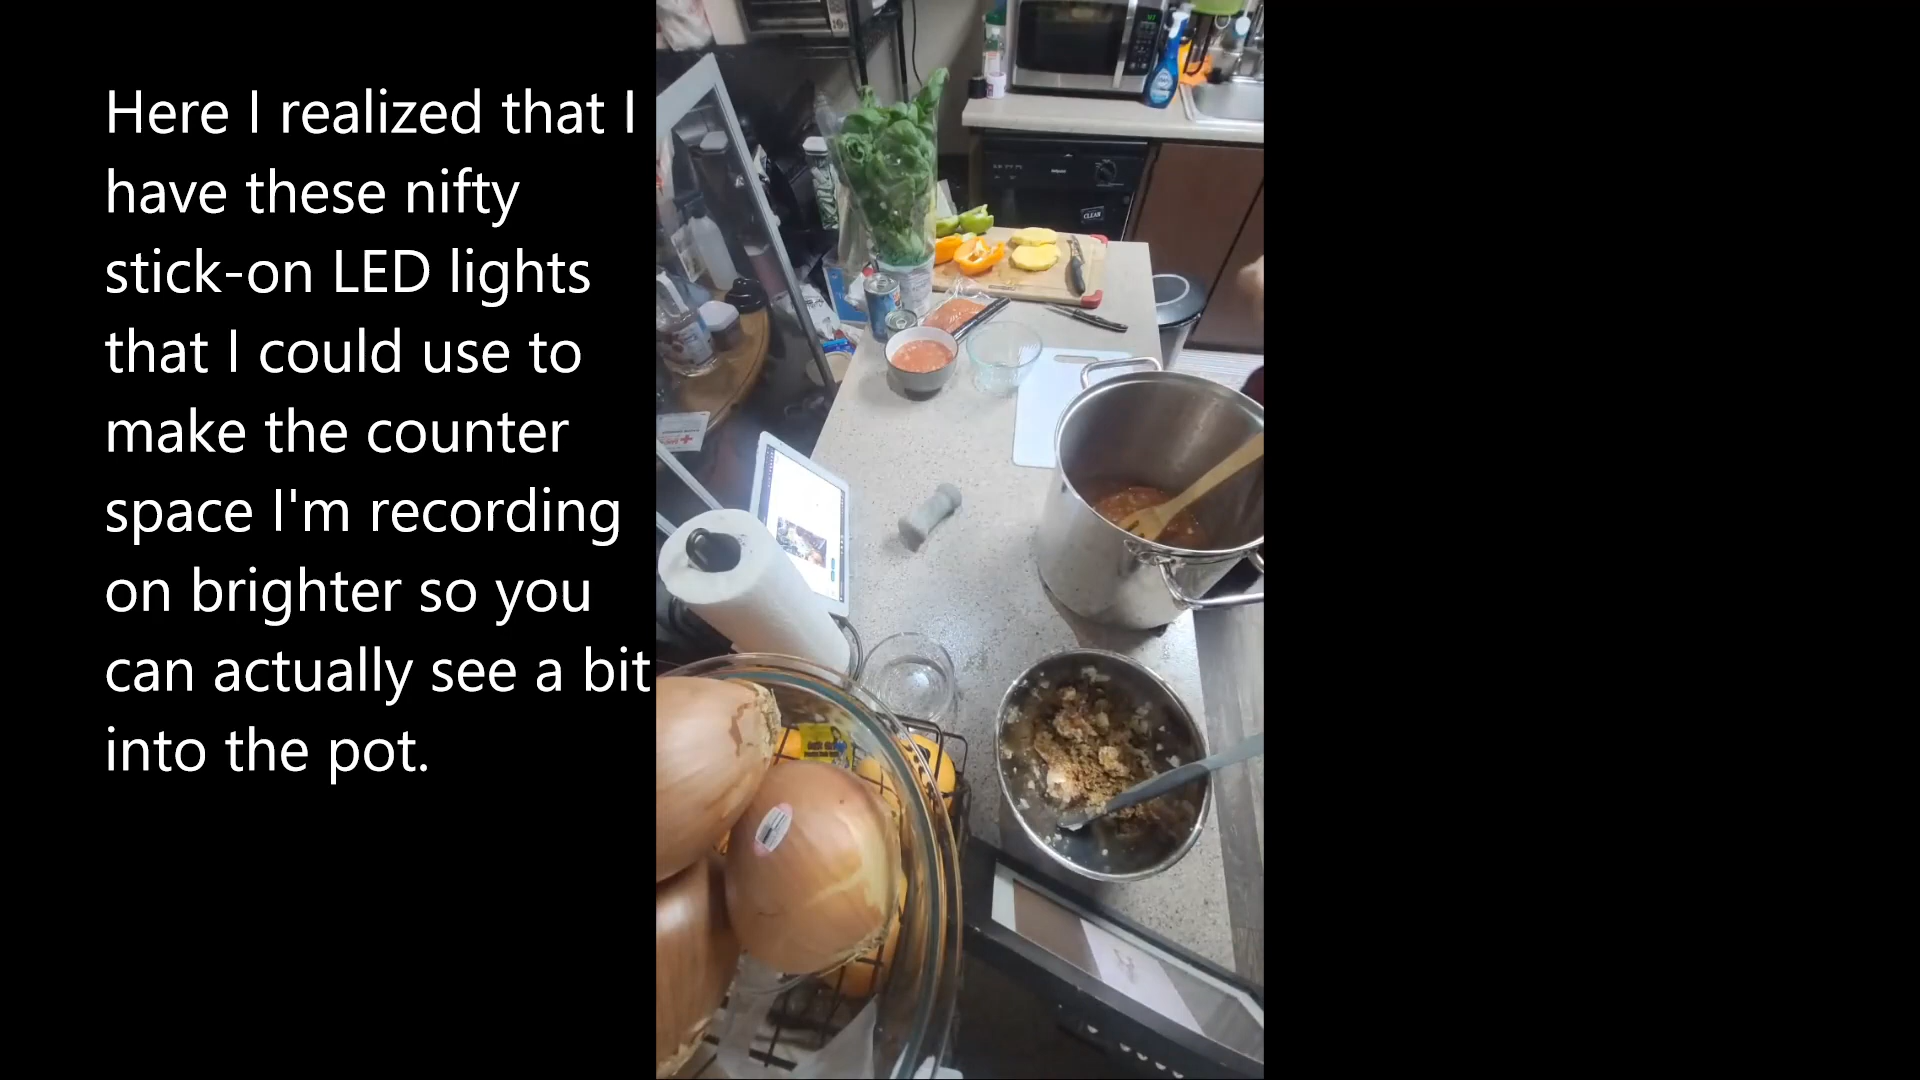 Here I realized that I
have these nifty
stick-on LED lights
that I could use to
make the counter
space I'm recording
on brighter so you
can actually see a bit
into the pot.
CLEAN